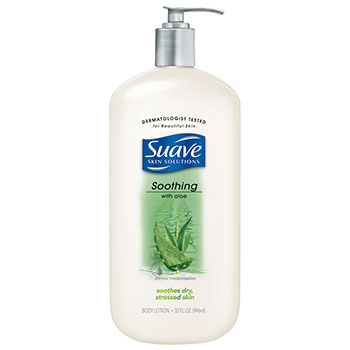 DERMATOLOGIST TESTED
for Beautiful Skin
Suave
SKIN SOLUTIONS
Soothing
with aloe
soothes dry,
stressed skin
BODY LOTION • 32 FL OZ (946ml)